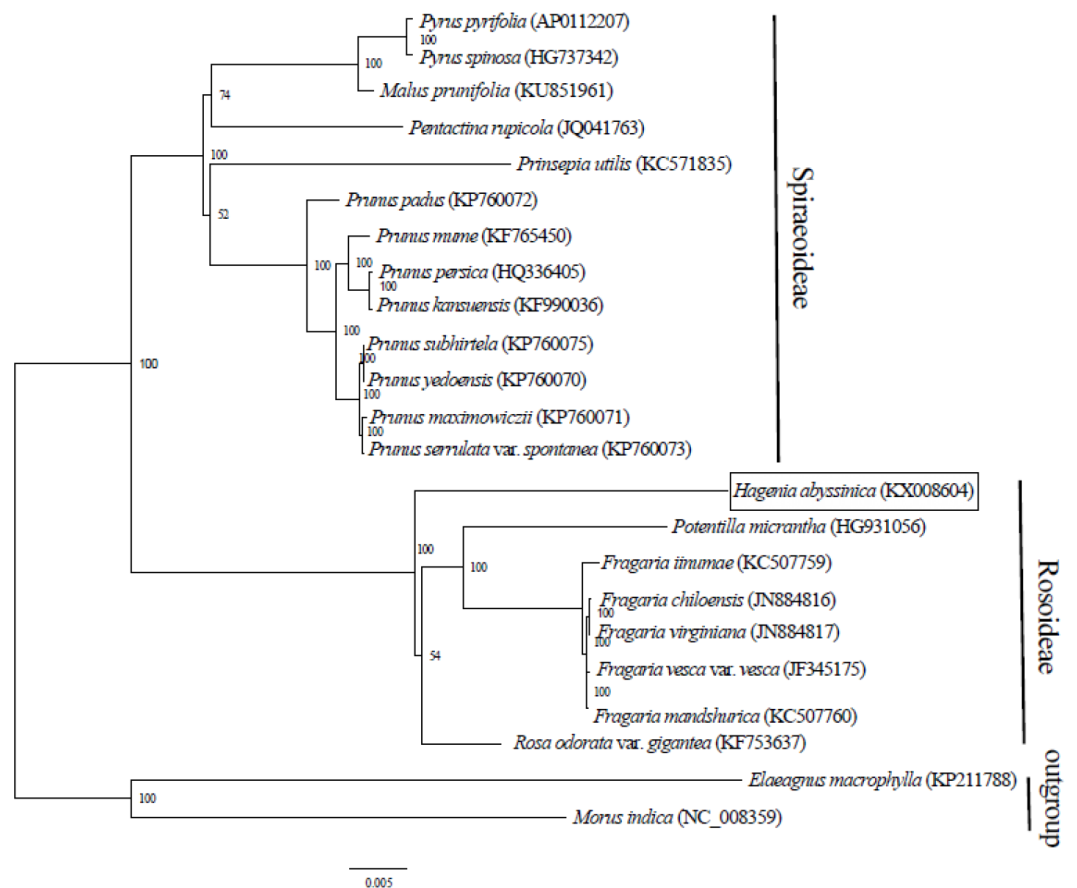 Pyrus pyrifolia (AP0112207)
100
Pyrus spinosa (HG737342)
100
Malus prunifolia (KU851961)
74
Pentactina rupicola (JQ041763)
100
Prinsepia utilis (KC571835)
Spiraeoideae
Prunus padus (KP760072)
52
Prunus mume (KF765450)
100
100
Prunus persica (HQ336405)
100
Prunus kansuensis (KF990036)
100
Prunus subhirtela (KP760075)
100
100
Prunus yedoensis (KP760070)
100
Prunus maximowiczii (KP760071)
100
Prunus serrulata var. spontanea (KP760073)
Hagenia abyssinica (KX008604)
Potentilla micrantha (HG931056)
100
Fragaria iinumae (KC507759)
100
Rosoideae
Fragaria chiloensis (JN884816)
100
Fragaria virginiana (JN884817)
100
54
Fragaria vesca var. vesca (JF345175)
100
Fragaria mandshurica (KC507760)
Rosa odorata var. gigantea (KF753637)
Elaeagnus macrophylla (KP211788)
100
outgroup
Morus indica (NC_008359)
0.005